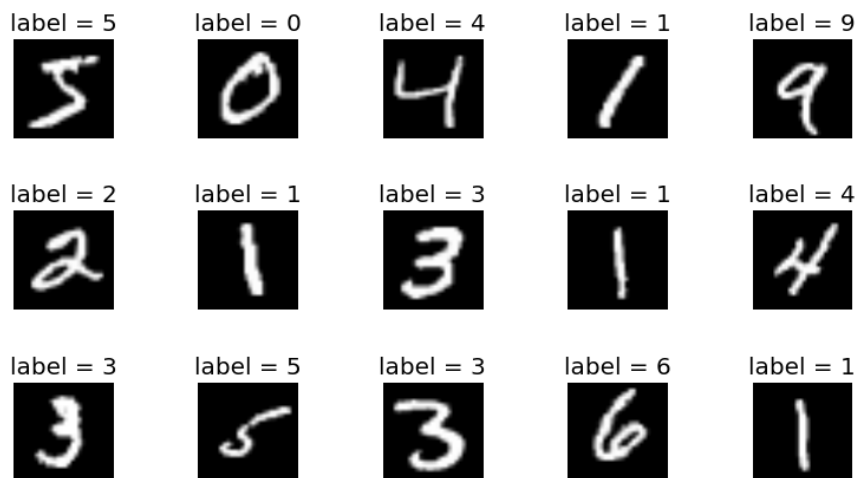 label = 5 label = 0 label = 4 label = 1 label = 9
5 0 4 1 9
label = 2 label = 1 label = 3 label = 1 label = 4
2 1 3 1 4
label = 3 label = 5 label = 3 label = 6 label = 1
3 5 3 6 1